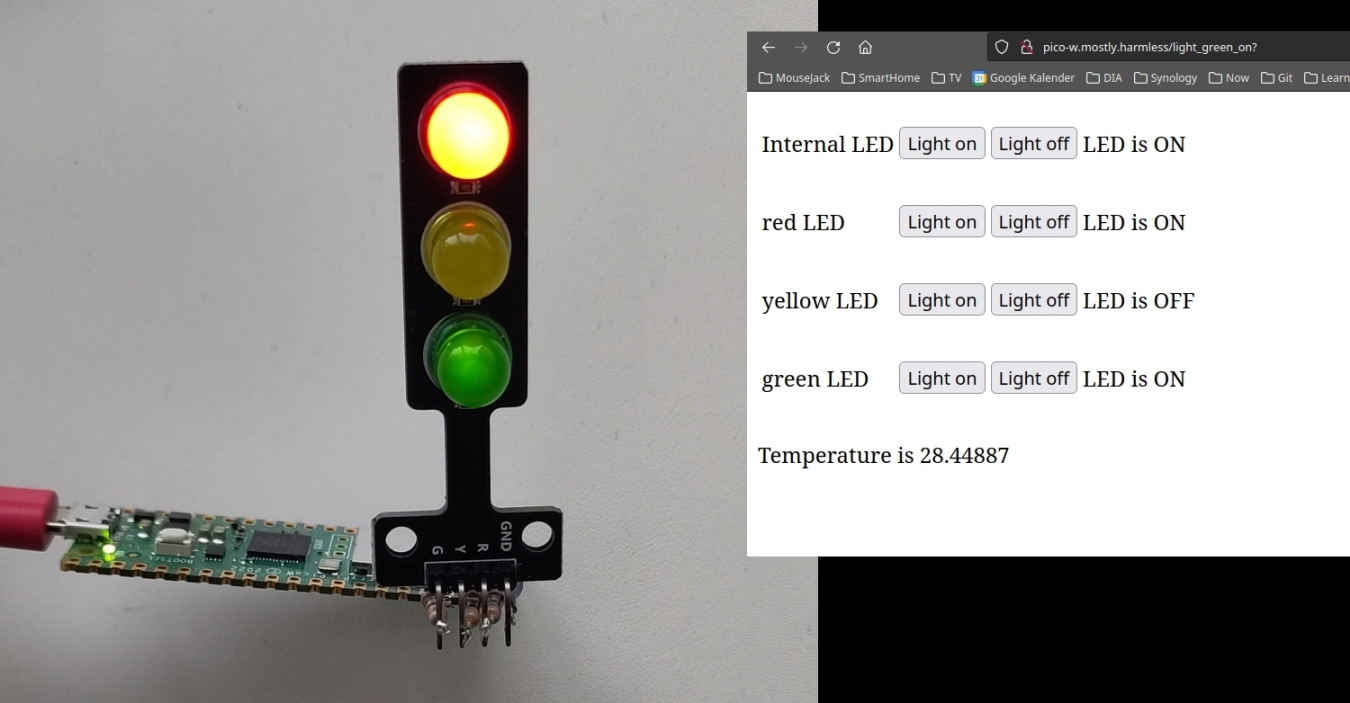 pico-w.mostly.harmless/light_green_on?
MouseJack SmartHome TV Google Kalender DIA Synology Now Git Learn
Internal LED Light on Light off LED is ON
red LED Light on Light off LED is ON
yellow LED Light on Light off LED is OFF
green LED Light on Light off LED is ON
Temperature is 28.44887
G Y R GND
BOOTSEL
2022